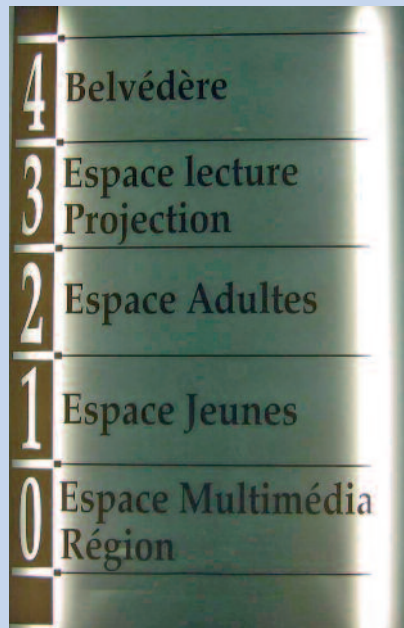 4 Belvédère
3 Espace lecture
Projection
2 Espace Adultes
1 Espace Jeunes
0 Espace Multimédia
Région